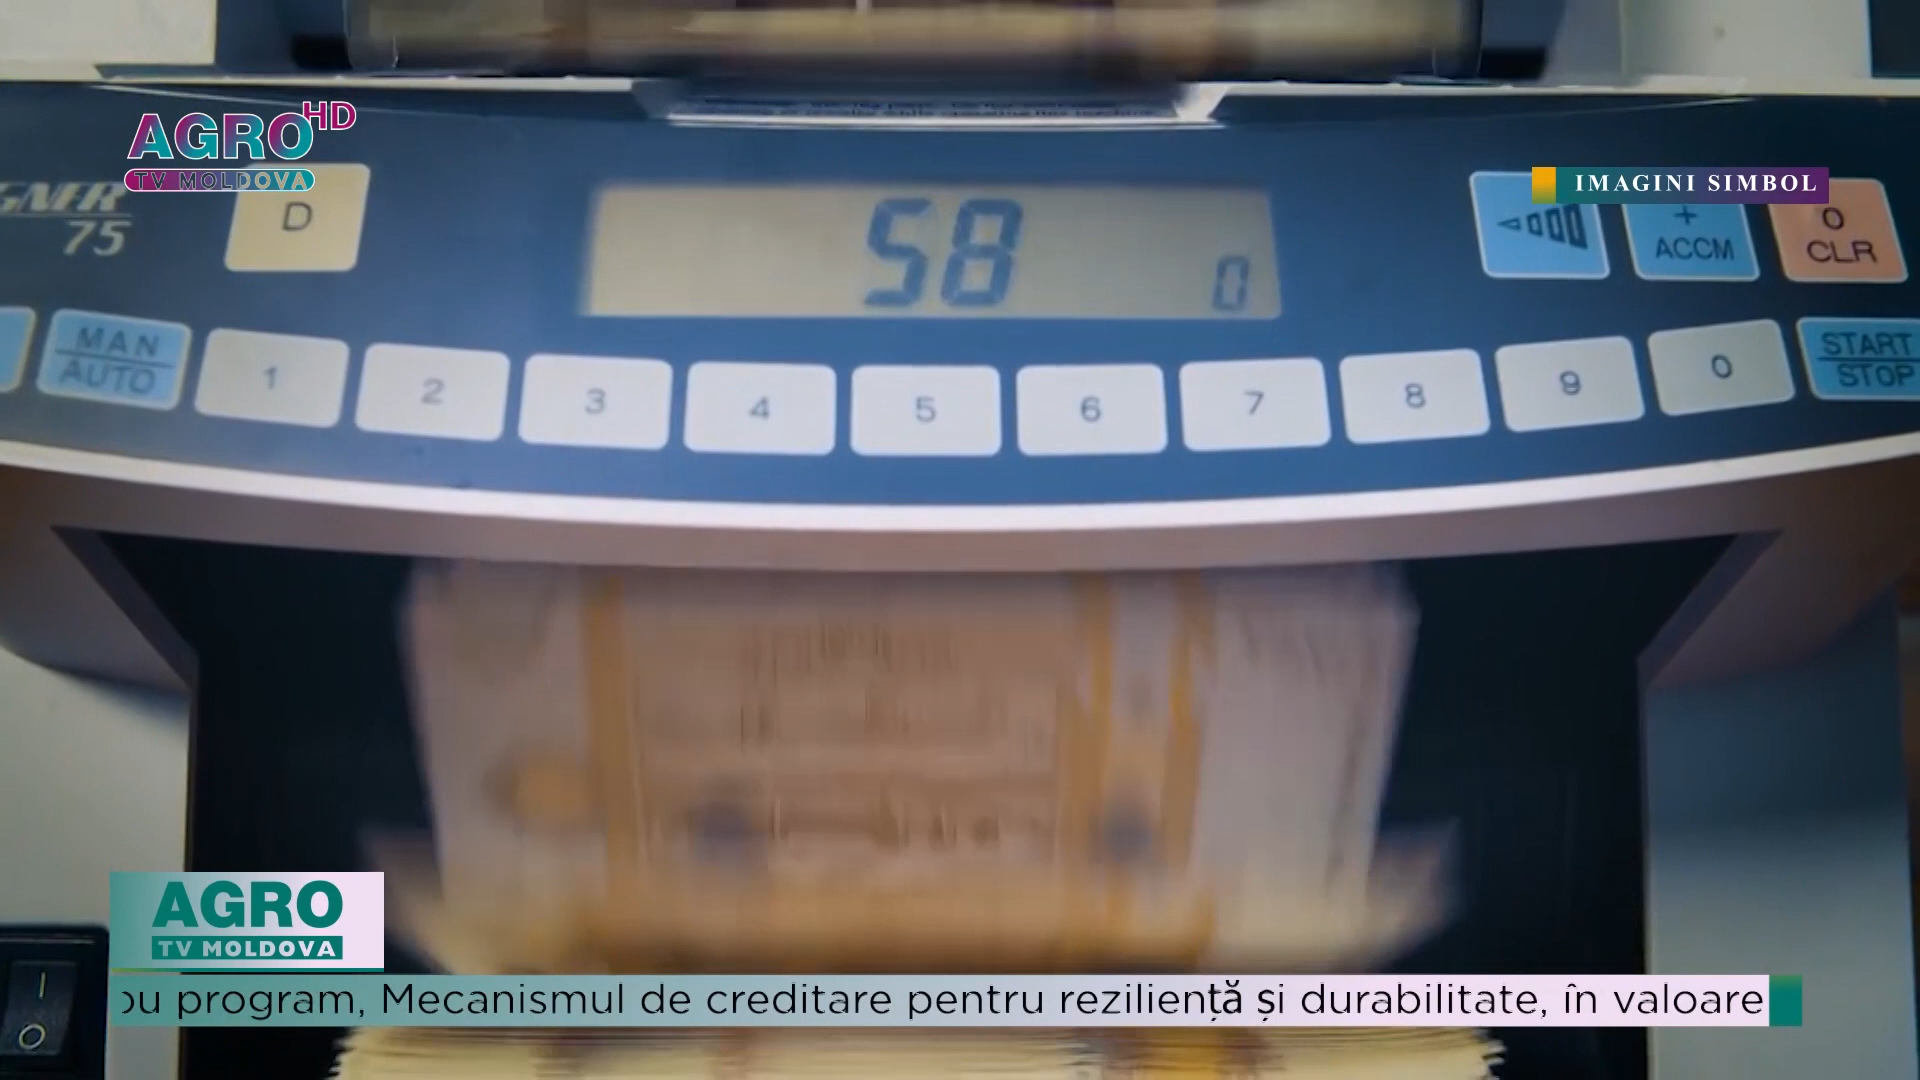 AGRO HD
TV MOLDOVA
IMAGINI SIMBOL
75
D
58
0
+
ACCM
0
CLR
MAN
AUTO
1
2
3
4
5
6
7
8
9
0
START
STOP
AGRO
TV MOLDOVA
program, Mecanismul de creditare pentru reziliență și durabilitate, în valoare